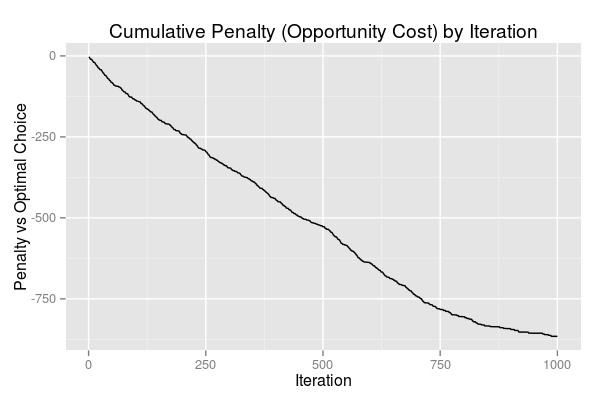 Cumulative Penalty (Opportunity Cost) by Iteration
Penalty vs Optimal Choice
0
-250
-500
-750
0 250 500 750 1000
Iteration